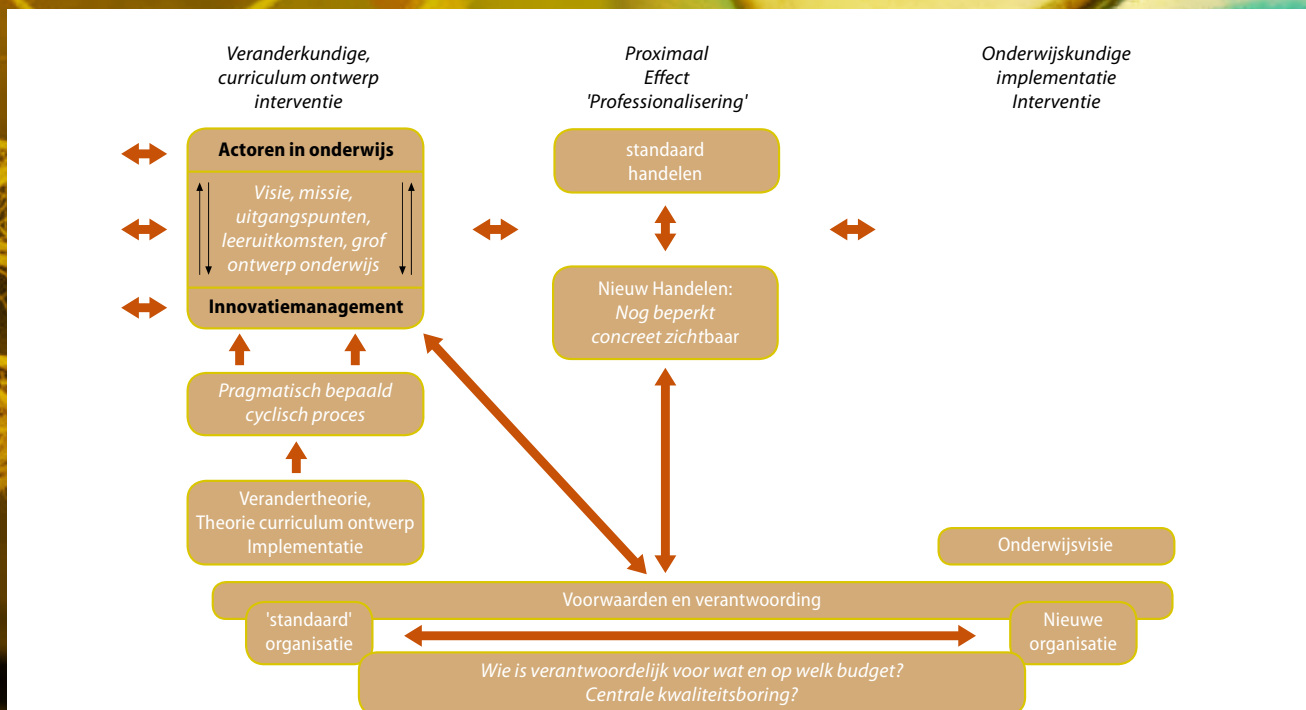 Veranderkundige,
curriculum ontwerp
interventie
Proximaal
Effect
'Professionalisering'
Onderwijskundige
implementatie
Interventie
Actoren in onderwijs
Visie, missie,
uitgangspunten,
leeruitkomsten, grof
ontwerp onderwijs
Innovatiemanagement
standaard
handelen
Nieuw Handelen:
Nog beperkt
concreet zichtbaar
Pragmatisch bepaald
cyclisch proces
Verandertheorie,
Theorie curriculum ontwerp
Implementatie
Onderwijsvisie
Voorwaarden en verantwoording
'standaard'
organisatie
Nieuwe
organisatie
Wie is verantwoordelijk voor wat en op welk budget?
Centrale kwaliteitsboring?